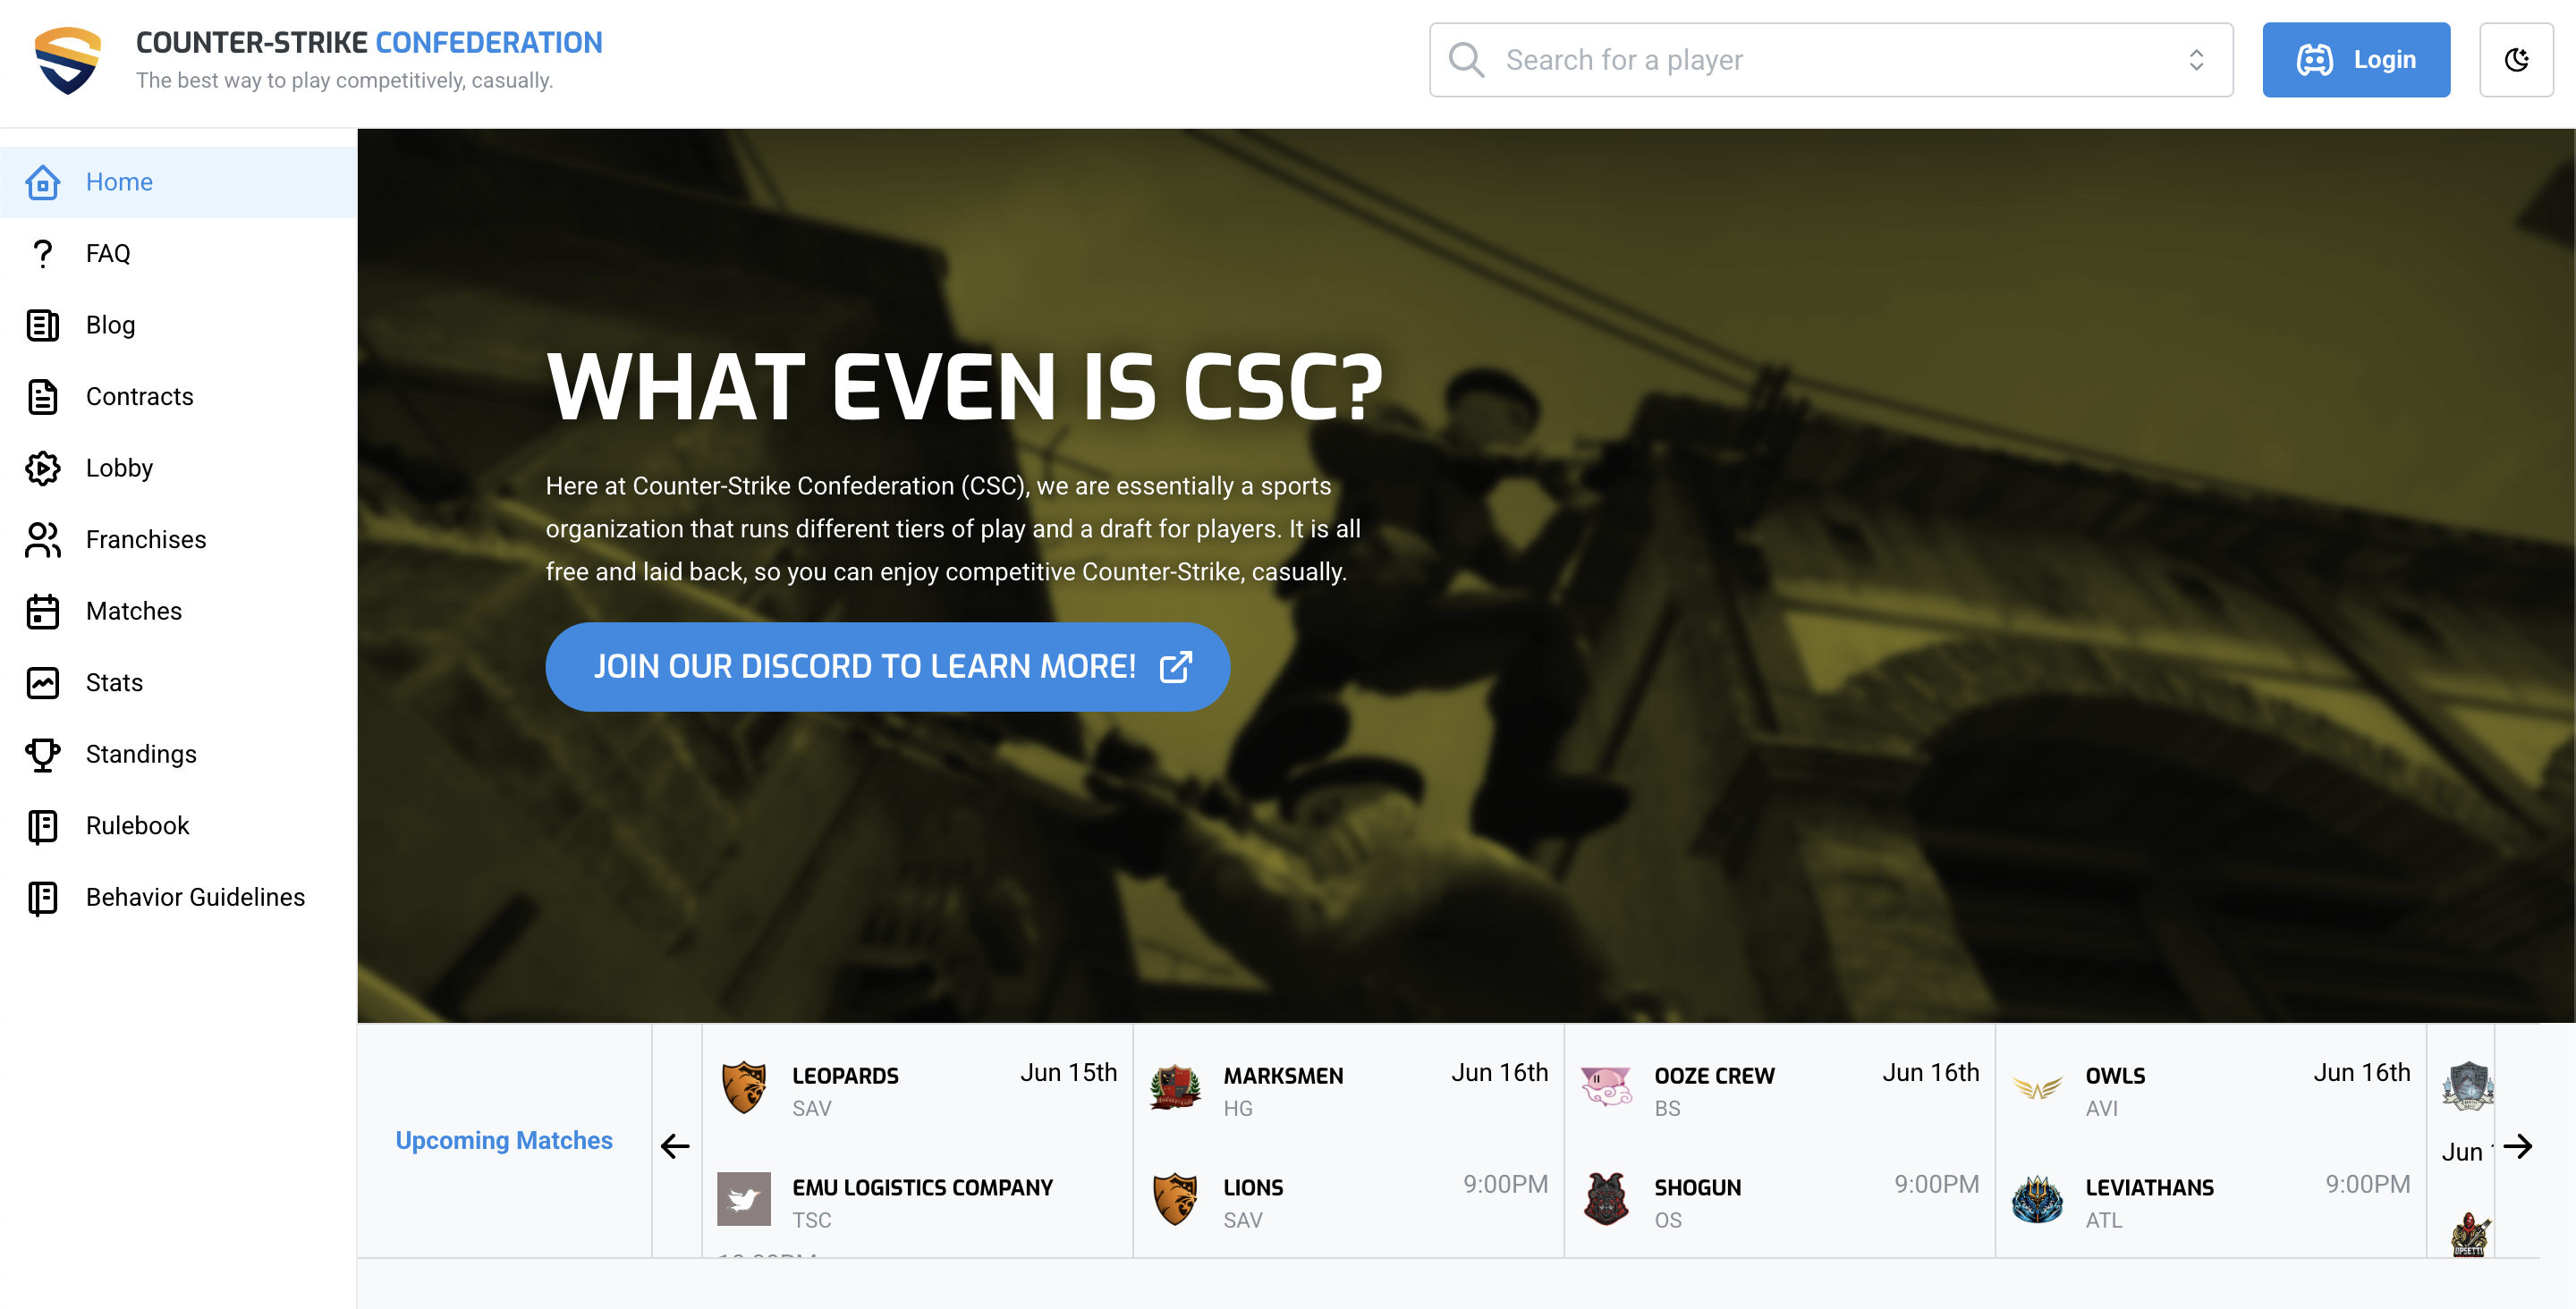 COUNTER-STRIKE CONFEDERATION
The best way to play competitively, casually.
Search for a player
Login
Home
FAQ
Blog
Contracts
Lobby
Franchises
Matches
Stats
Standings
Rulebook
Behavior Guidelines
WHAT EVEN IS CSC?
Here at Counter-Strike Confederation (CSC), we are essentially a sports
organization that runs different tiers of play and a draft for players. It is all
free and laid back, so you can enjoy competitive Counter-Strike, casually.
JOIN OUR DISCORD TO LEARN MORE!
Upcoming Matches
LEOPARDS Jun 15th
SAV
EMU LOGISTICS COMPANY
TSC
MARKSMEN Jun 16th
HG
LIONS 9:00PM
SAV
OOZE CREW Jun 16th
BS
SHOGUN 9:00PM
OS
OWLS Jun 16th
AVI
LEVIATHANS 9:00PM
ATL
Jun
UPSETTI